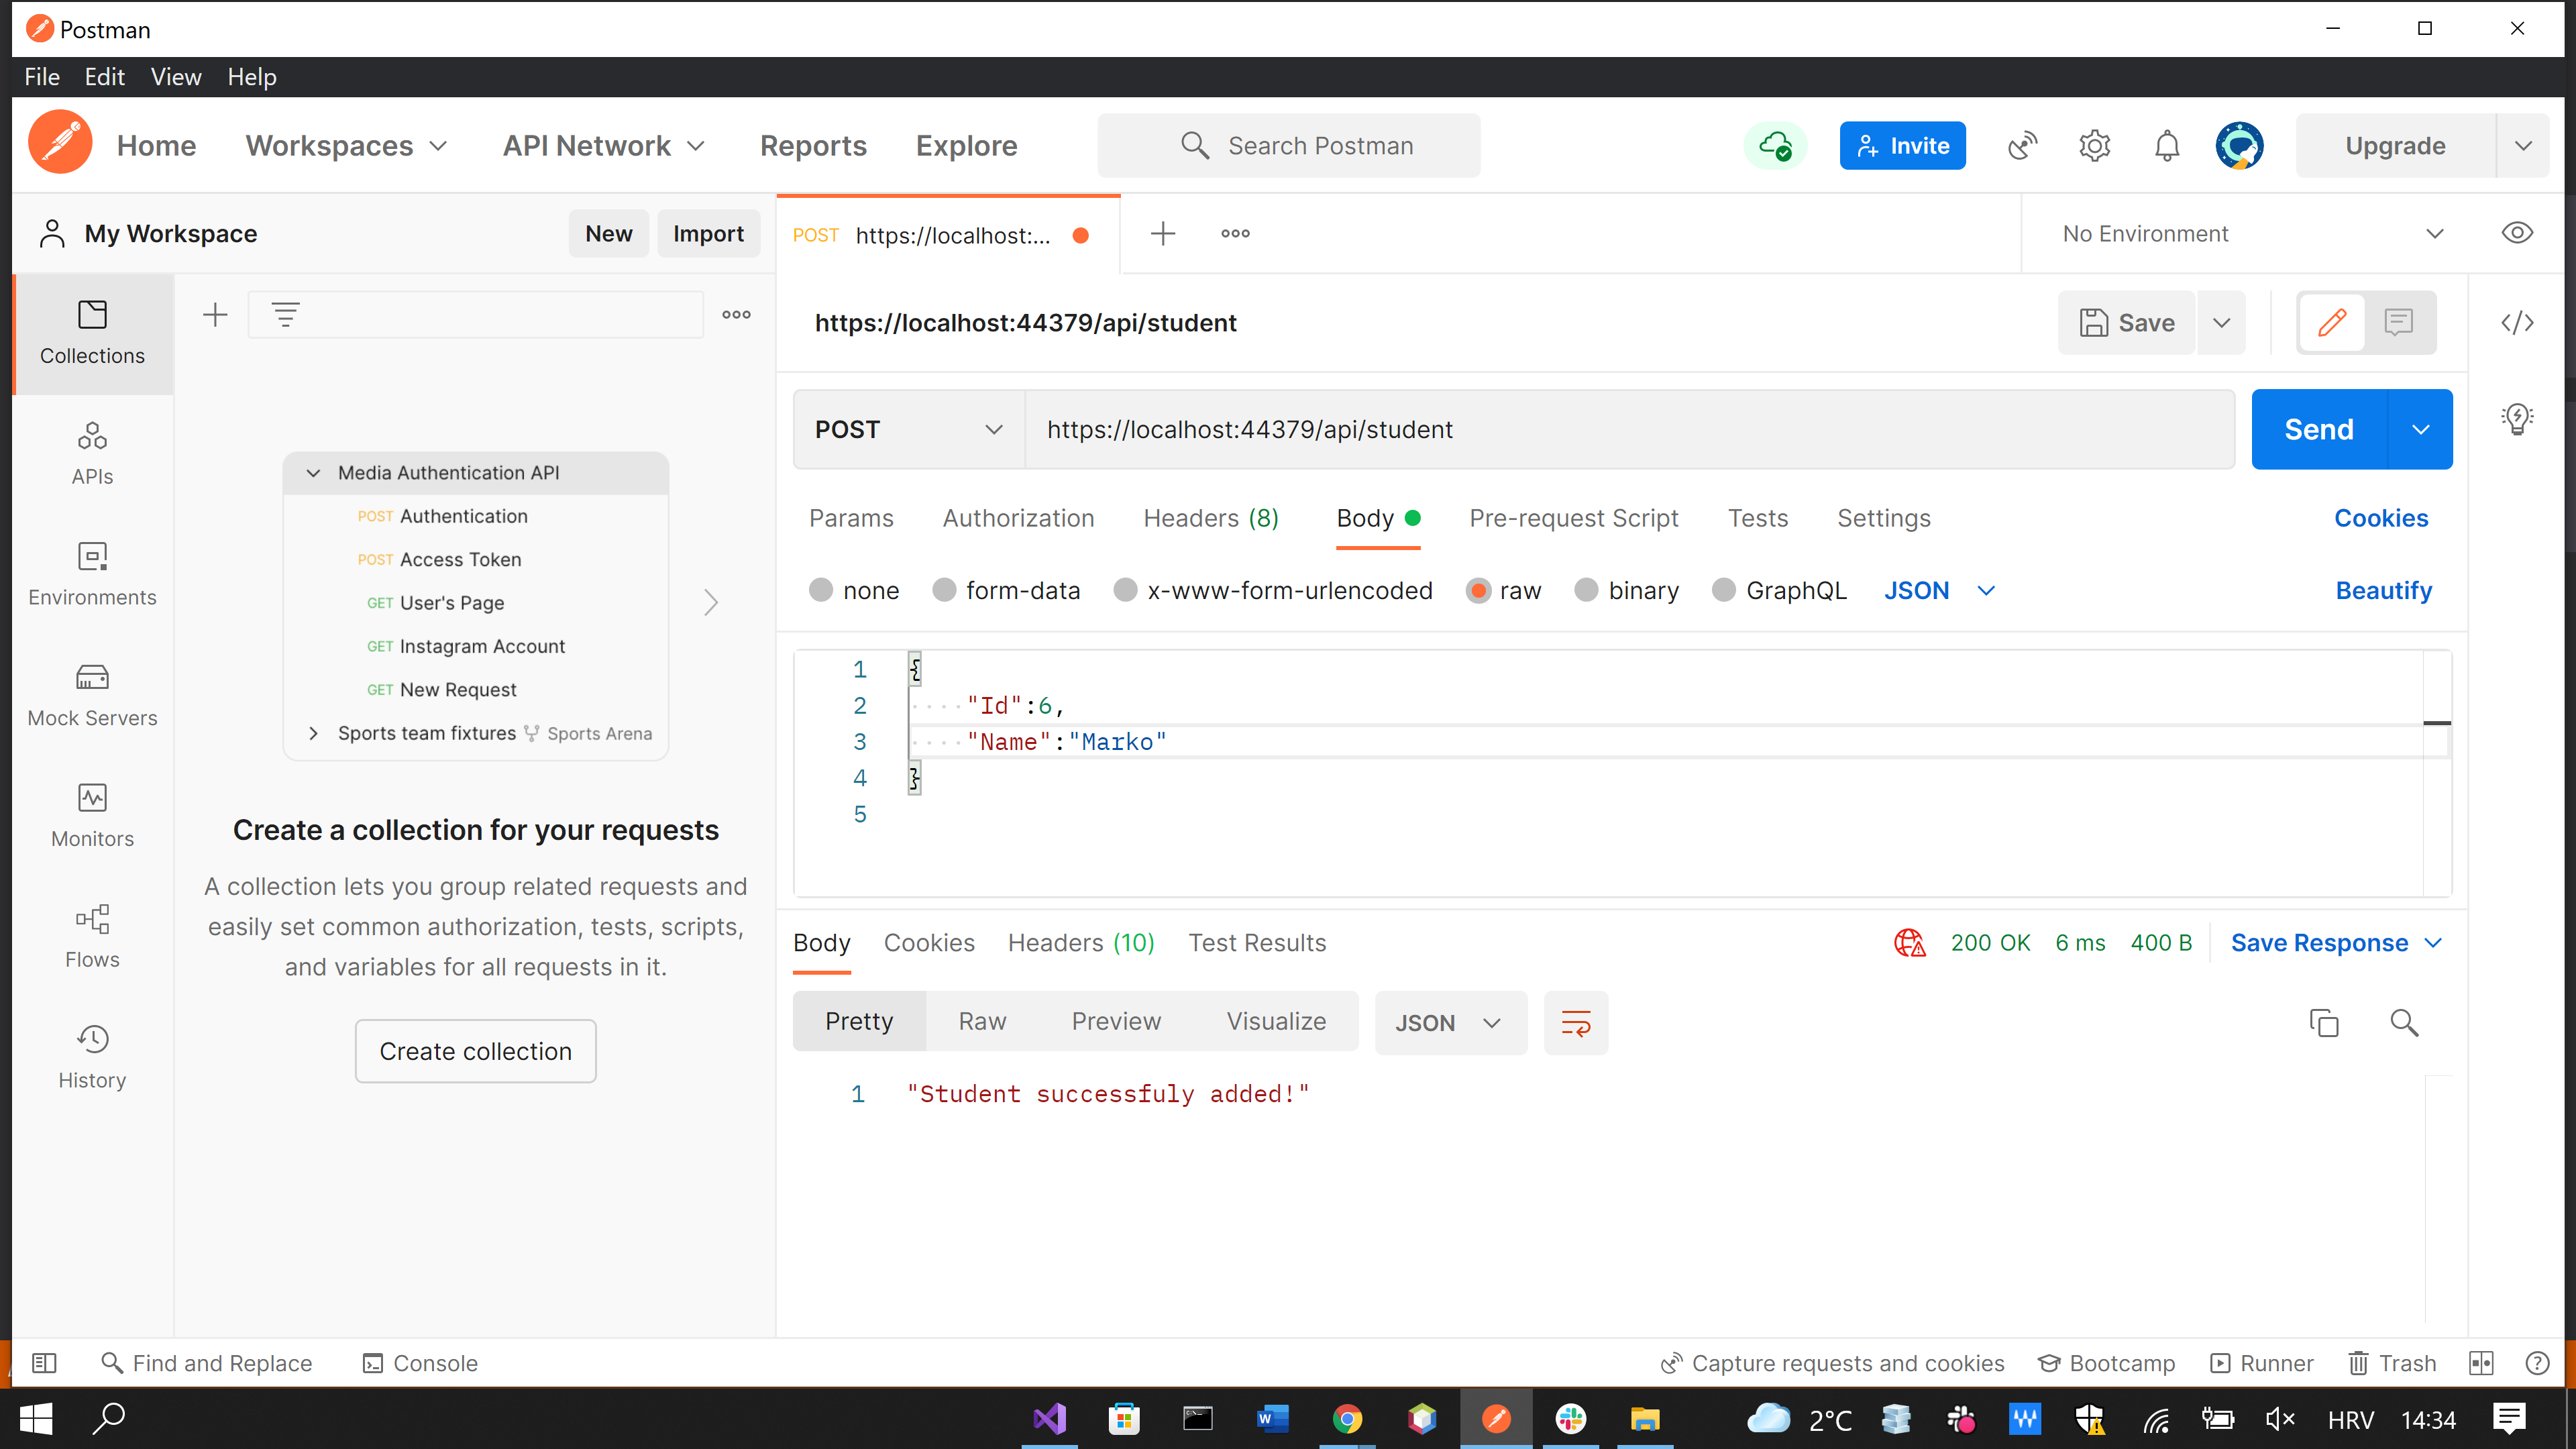 Postman
File Edit View Help
Home Workspaces API Network Reports Explore Search Postman Invite Upgrade
My Workspace New Import POST https://localhost:... No Environment
Collections
APIs
Environments
Mock Servers
Monitors
Flows
History
Media Authentication API
POST Authentication
POST Access Token
GET User's Page
GET Instagram Account
GET New Request
Sports team fixtures Sports Arena
Create a collection for your requests
A collection lets you group related requests and
easily set common authorization, tests, scripts,
and variables for all requests in it.
Create collection
https://localhost:44379/api/student Save
POST https://localhost:44379/api/student Send
Params Authorization Headers (8) Body Pre-request Script Tests Settings Cookies
none form-data x-www-form-urlencoded raw binary GraphQL JSON Beautify
1 {
2 "Id":6,
3 "Name":"Marko"
4 }
5
Body Cookies Headers (10) Test Results 200 OK 6 ms 400 B Save Response
Pretty Raw Preview Visualize JSON
1 "Student successfuly added!"
Find and Replace Console Capture requests and cookies Bootcamp Runner Trash
2°C HRV 14:34